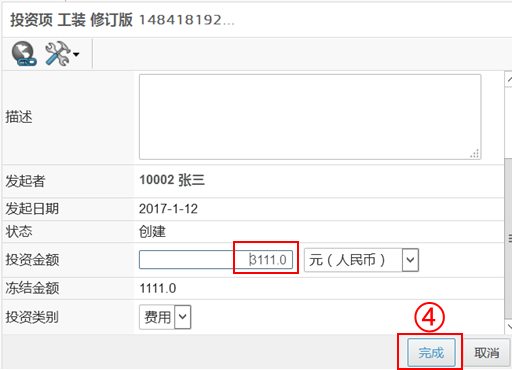 投资项 工装 修订版 148418192...
描述
发起者 10002 张三
发起日期 2017-1-12
状态 创建
投资金额 3111.0 元（人民币）
冻结金额 1111.0
投资类别 费用
④
完成 取消